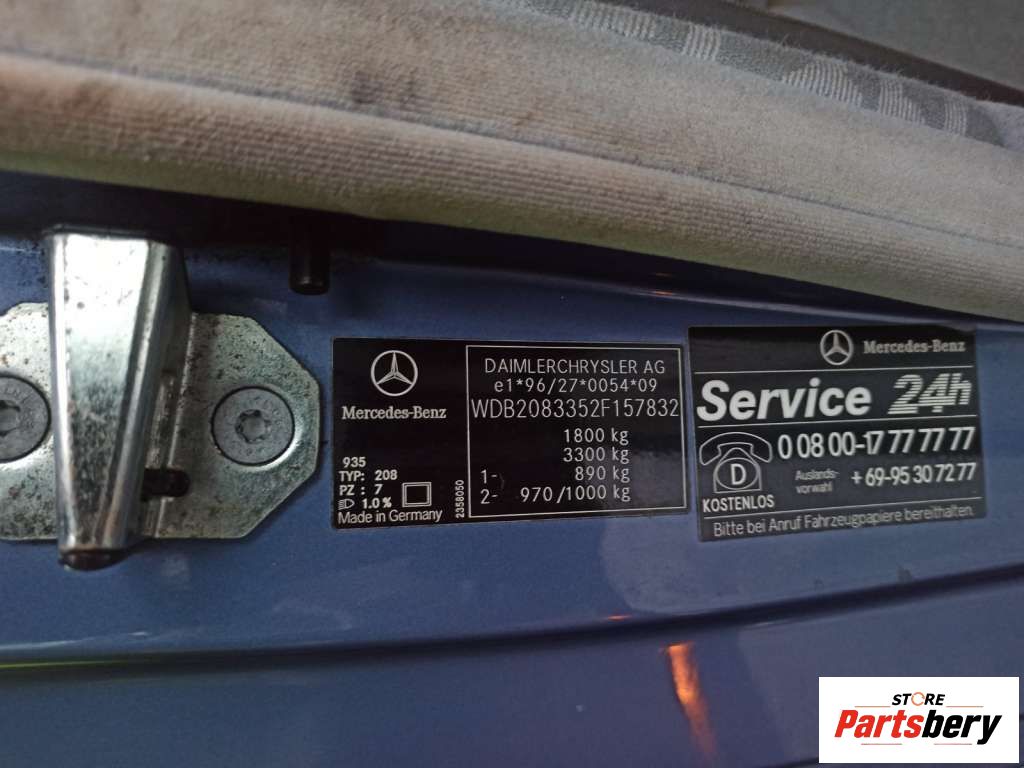 Mercedes-Benz
935
TYP: 208
PZ : 7
1.0 %
Made in Germany
2358050
DAIMLERCHRYSLER AG
e1*96/27*0054*09
WDB2083352F157832
1800 kg
3300 kg
1- 890 kg
2- 970/1000 kg
Mercedes-Benz
Service 24h
D
KOSTENLOS
0 08 00-17 77 77 77
Auslands-
vorwahl
+ 69-95 30 72 77
Bitte bei Anruf Fahrzeugpapiere bereithalten.
STORE
Partsbery